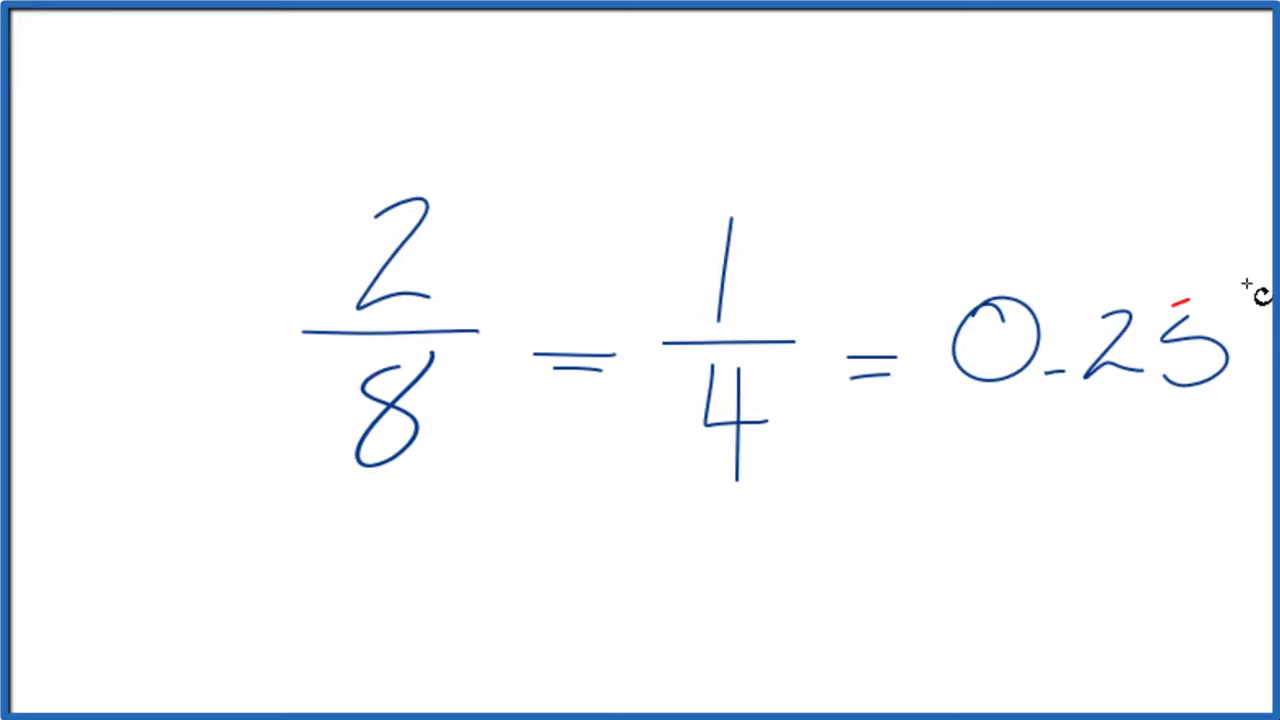 2/8 = 1/4 = 0.25